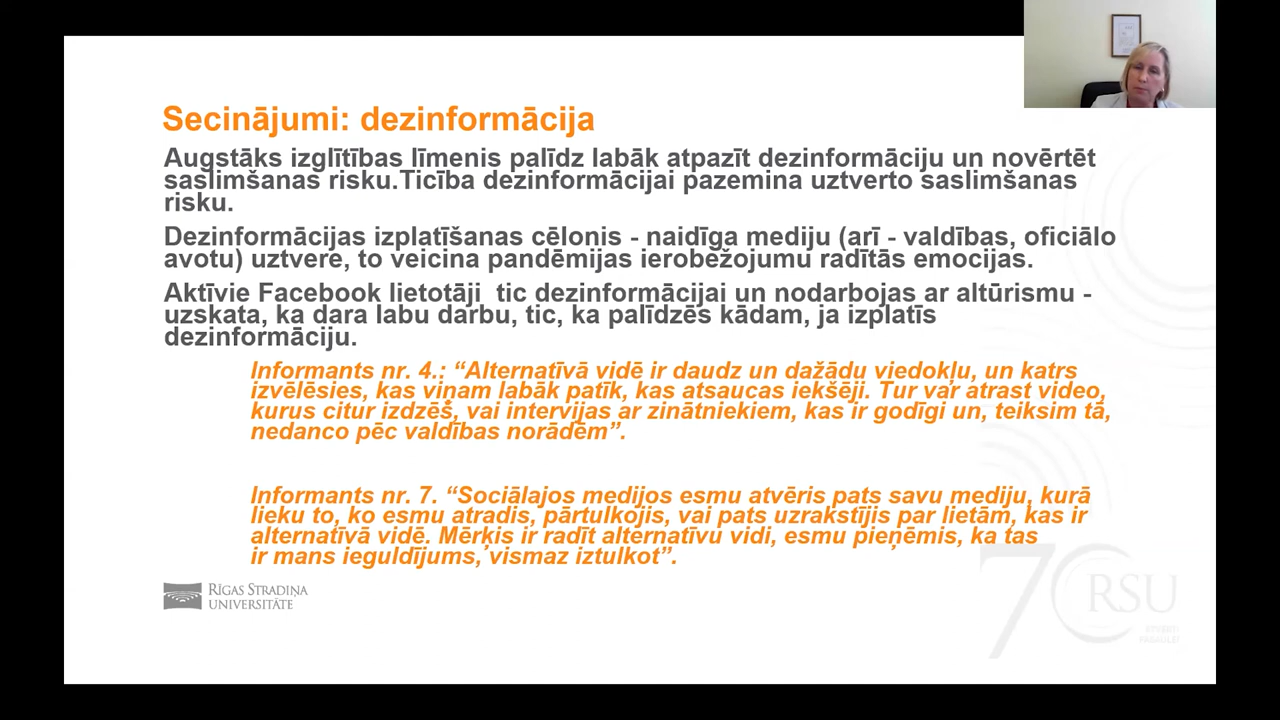 Secinājumi: dezinformācija
Augstāks izglītības līmenis palīdz labāk atpazīt dezinformāciju un novērtēt
saslimšanas risku.Ticība dezinformācijai pazemina uztverto saslimšanas
risku.
Dezinformācijas izplatīšanas cēlonis - naidīga mediju (arī - valdības, oficiālo
avotu) uztvere, to veicina pandēmijas ierobežojumu radītās emocijas.
Aktīvie Facebook lietotāji tic dezinformācijai un nodarbojas ar altūrismu -
uzskata, ka dara labu darbu, tic, ka palīdzēs kādam, ja izplatīs
dezinformāciju.
Informants nr. 4.: “Alternatīvā vidē ir daudz un dažādu viedokļu, un katrs
izvēlēsies, kas viņam labāk patīk, kas atsaucas iekšēji. Tur var atrast video,
kurus citur izdzēš, vai intervijas ar zinātniekiem, kas ir godīgi un, teiksim tā,
nedanco pēc valdības norādēm”.
Informants nr. 7. “Sociālajos medijos esmu atvēris pats savu mediju, kurā
lieku to, ko esmu atradis, pārtulkojis, vai pats uzrakstījis par lietām, kas ir
alternatīvā vidē. Mērķis ir radīt alternatīvu vidi, esmu pieņēmis, ka tas
ir mans ieguldījums, vismaz iztulkot”.
RĪGAS STRADIŅA
UNIVERSITĀTE
70 RSU